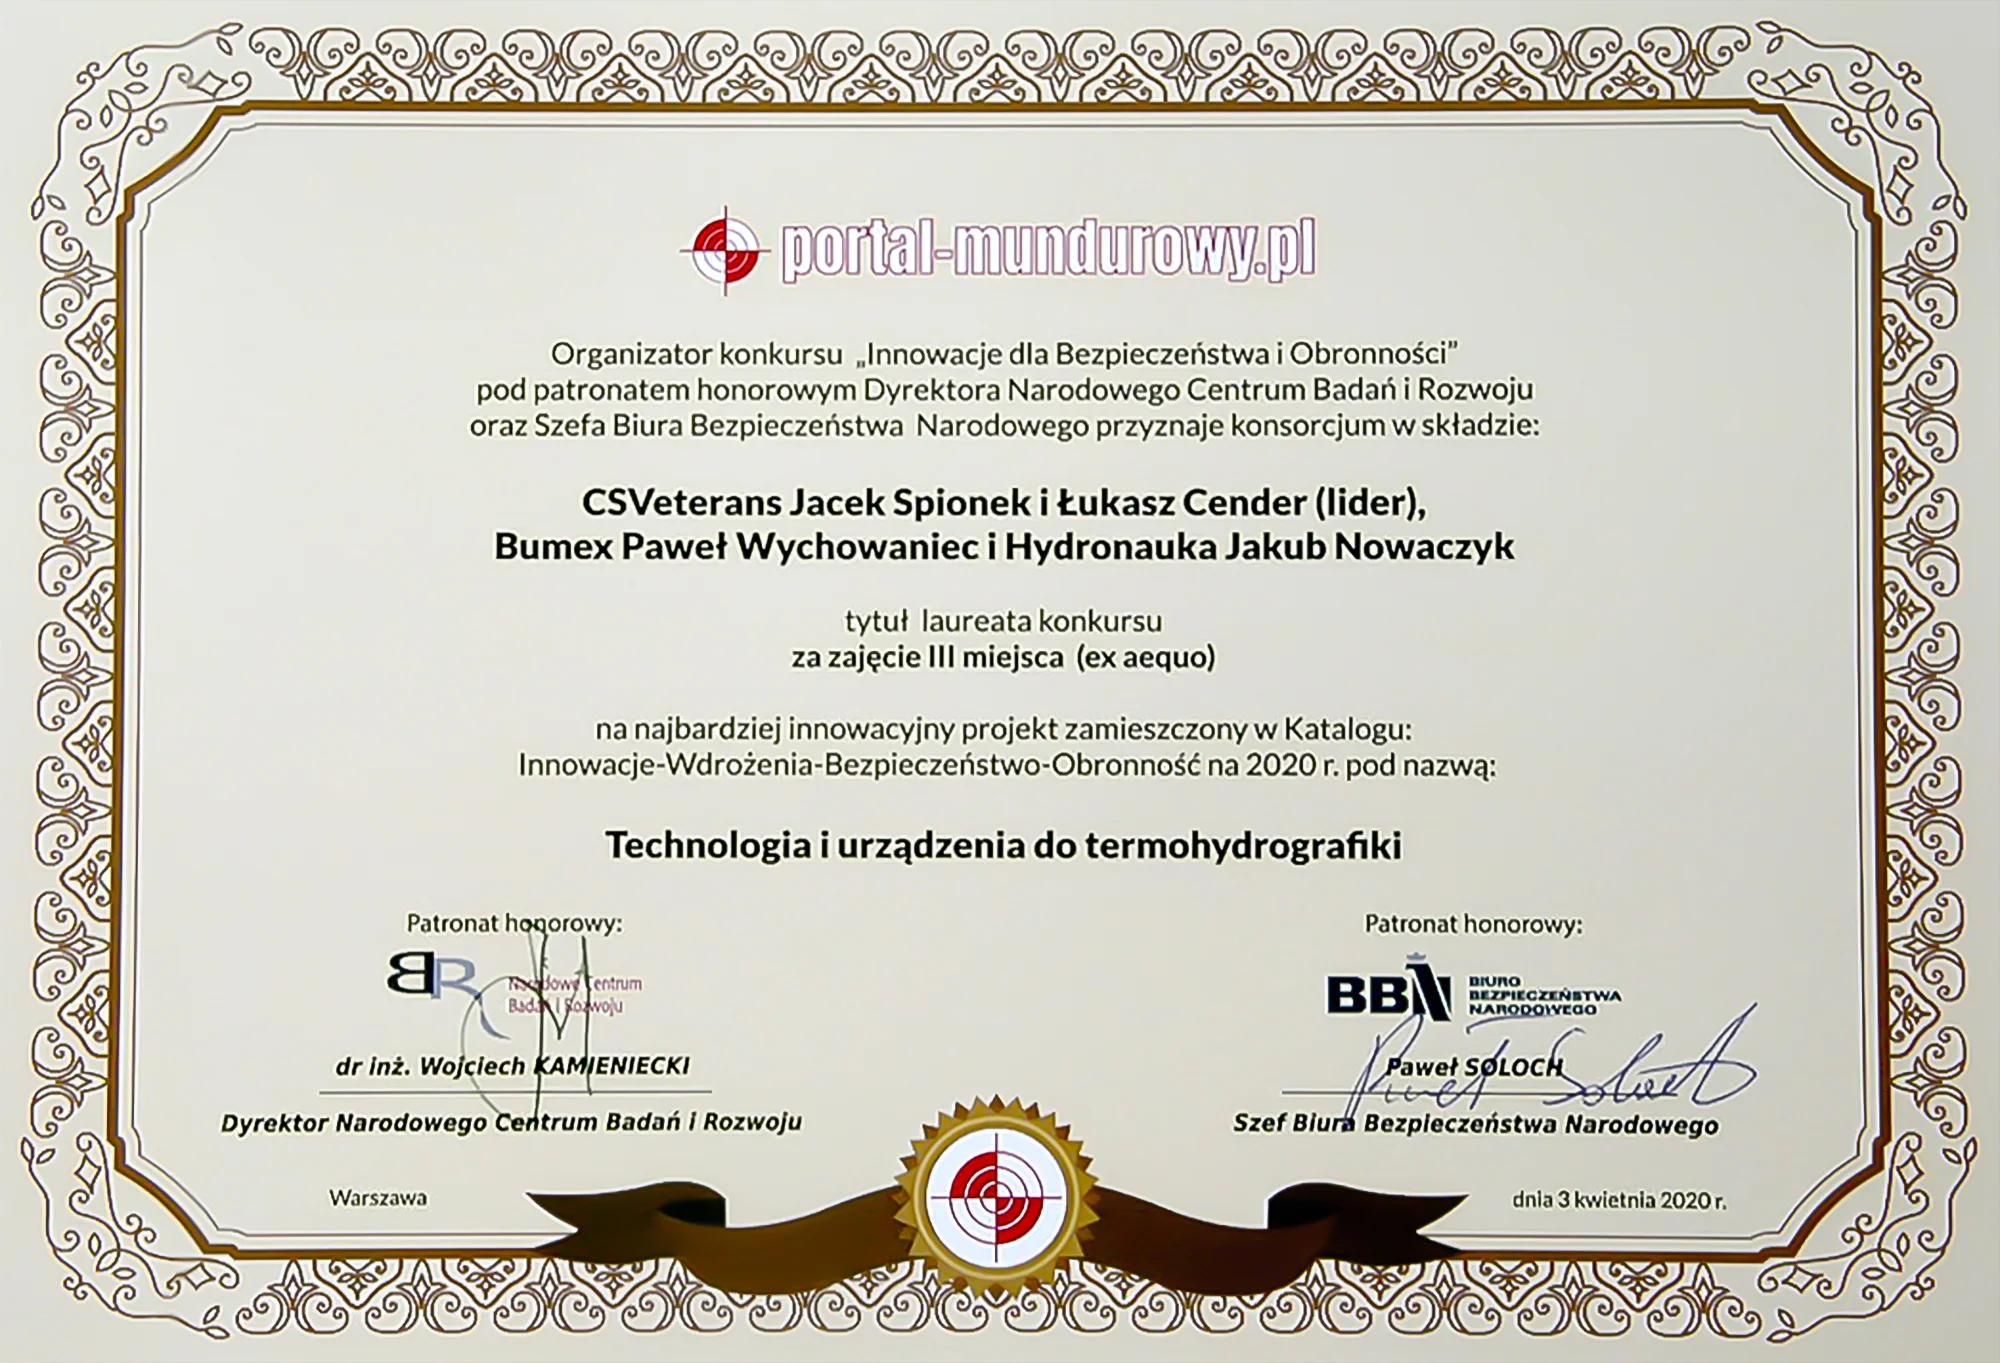 portal-mundurowy.pl
Organizator konkursu „Innowacje dla Bezpieczeństwa i Obronności”
pod patronatem honorowym Dyrektora Narodowego Centrum Badań i Rozwoju
oraz Szefa Biura Bezpieczeństwa Narodowego przyznaje konsorcjum w składzie:
CSVeterans Jacek Spionek i Łukasz Cender (lider),
Bumex Paweł Wychowaniec i Hydronauka Jakub Nowaczyk
tytuł laureata konkursu
za zajęcie III miejsca (ex aequo)
na najbardziej innowacyjny projekt zamieszczony w Katalogu:
Innowacje-Wdrożenia-Bezpieczeństwo-Obronność na 2020 r. pod nazwą:
Technologia i urządzenia do termohydrografiki
Patronat honorowy:
BR
Narodowe Centrum
Badań i Rozwoju
dr inż. Wojciech KAMIENIECKI
Dyrektor Narodowego Centrum Badań i Rozwoju
Patronat honorowy:
BBN
BIURO
BEZPIECZEŃSTWA
NARODOWEGO
Paweł SOLOCH
Paweł Soloch
Szef Biura Bezpieczeństwa Narodowego
Warszawa
dnia 3 kwietnia 2020 r.